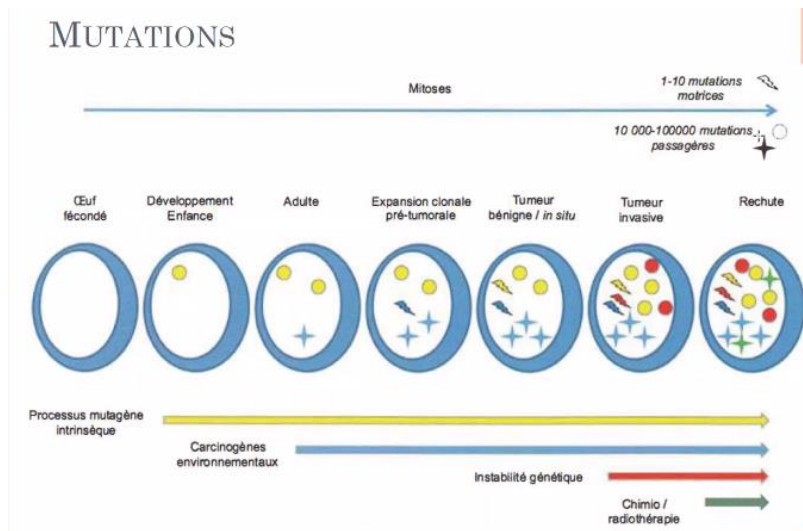 MUTATIONS
Mitoses
1-10 mutations
motrices
10 000-100000 mutations
passagères
Œuf
fécondé
Développement
Enfance
Adulte
Expansion clonale
pré-tumorale
Tumeur
bénigne / in situ
Tumeur
invasive
Rechute
Processus mutagène
intrinsèque
Carcinogènes
environnementaux
Instabilité génétique
Chimio /
radiothérapie